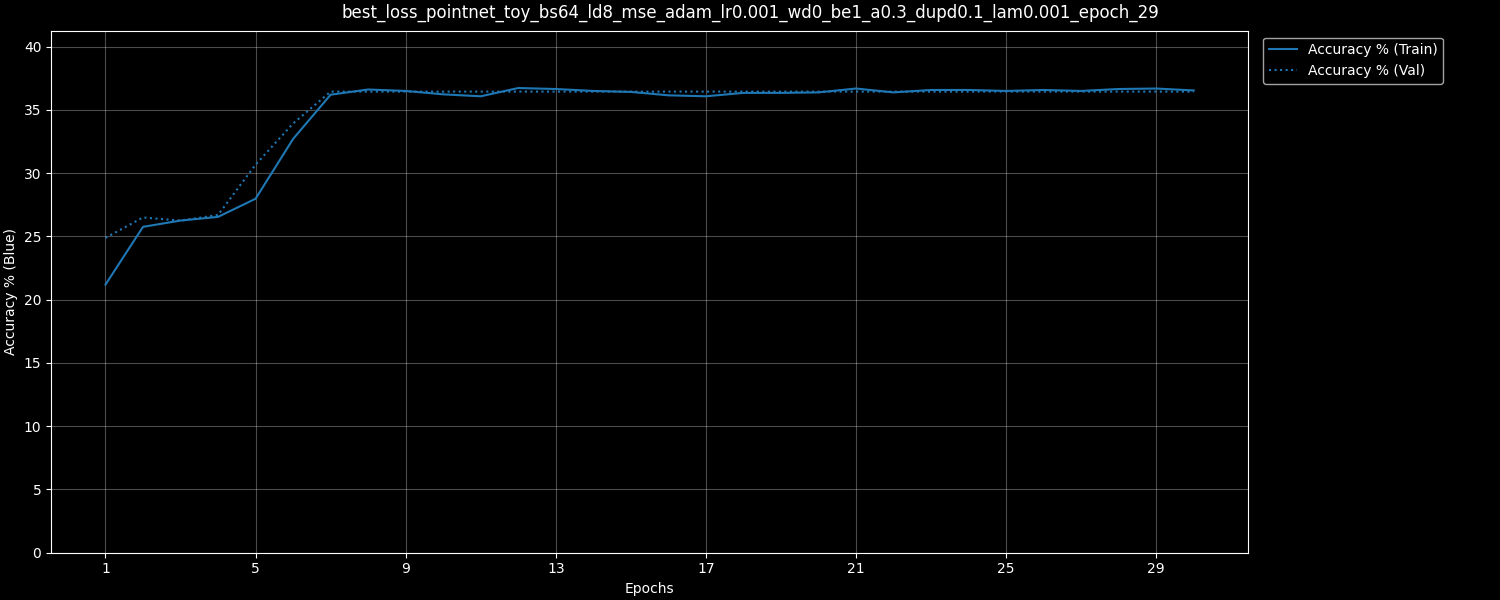 best_loss_pointnet_toy_bs64_ld8_mse_adam_lr0.001_wd0_be1_a0.3_dupd0.1_lam0.001_epoch_29
Accuracy % (Train)
Accuracy % (Val)
Accuracy % (Blue)
40
35
30
25
20
15
10
5
0
1 5 9 13 17 21 25 29
Epochs